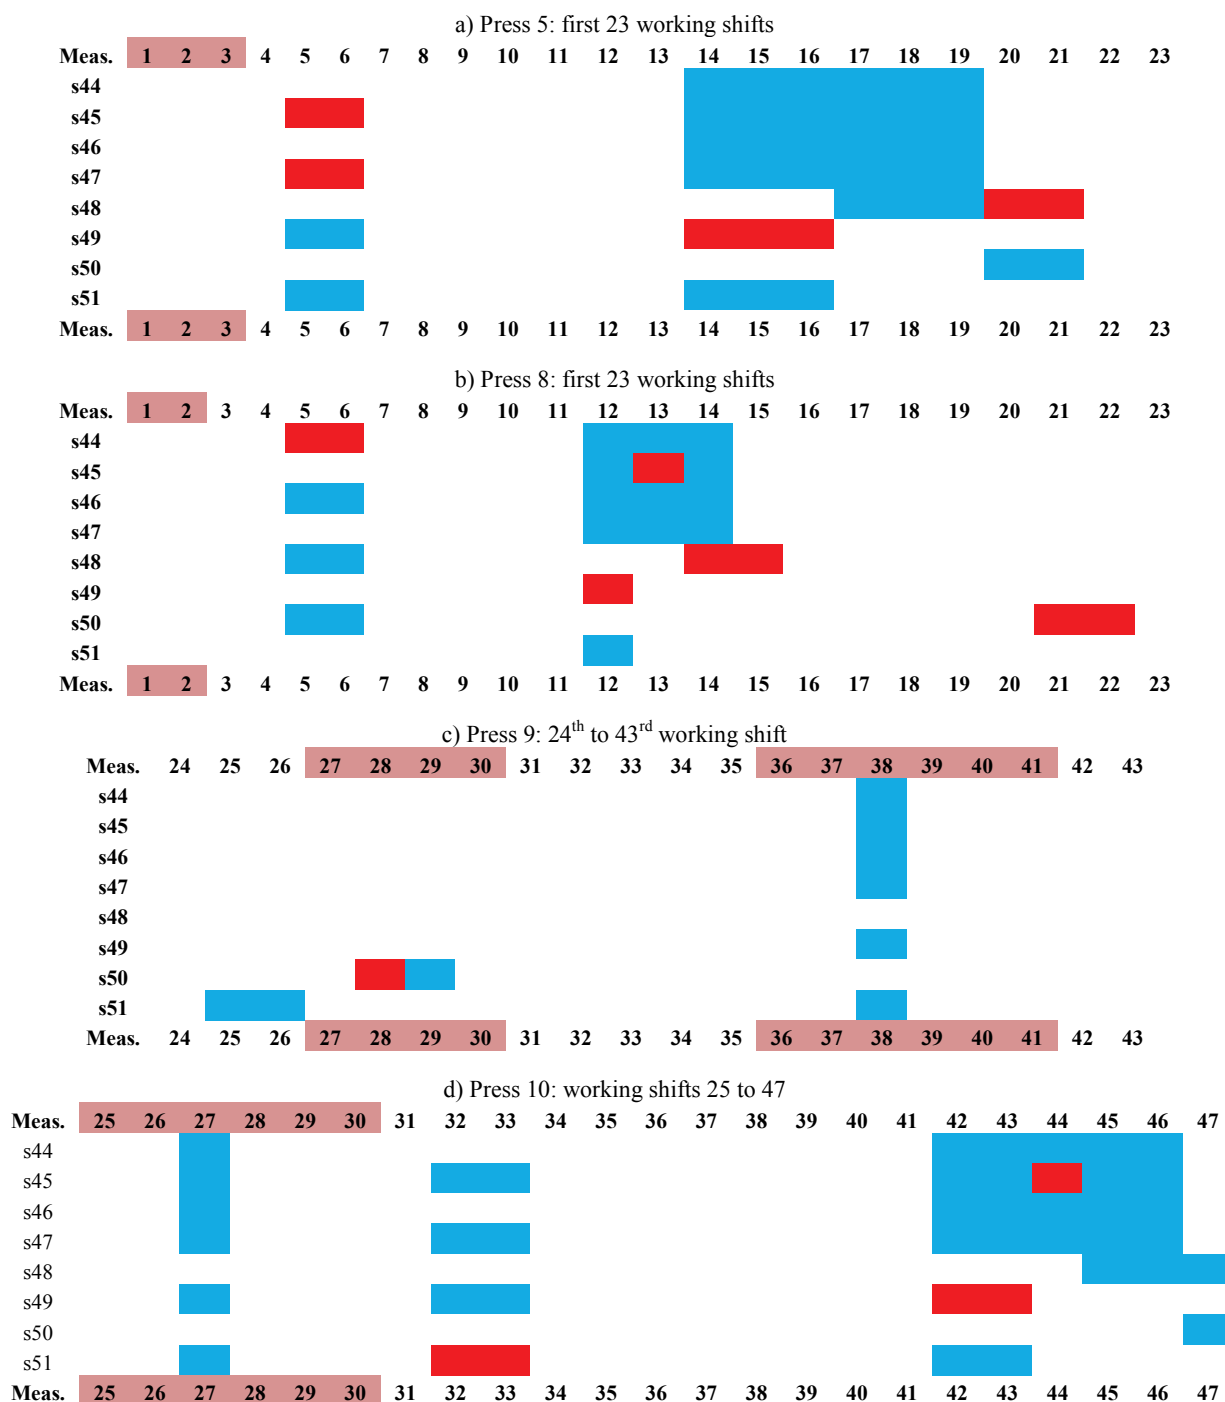 a) Press 5: first 23 working shifts
Meas. 1 2 3 4 5 6 7 8 9 10 11 12 13 14 15 16 17 18 19 20 21 22 23
s44
s45
s46
s47
s48
s49
s50
s51
Meas. 1 2 3 4 5 6 7 8 9 10 11 12 13 14 15 16 17 18 19 20 21 22 23
b) Press 8: first 23 working shifts
Meas. 1 2 3 4 5 6 7 8 9 10 11 12 13 14 15 16 17 18 19 20 21 22 23
s44
s45
s46
s47
s48
s49
s50
s51
Meas. 1 2 3 4 5 6 7 8 9 10 11 12 13 14 15 16 17 18 19 20 21 22 23
c) Press 9: 24th to 43rd working shift
Meas. 24 25 26 27 28 29 30 31 32 33 34 35 36 37 38 39 40 41 42 43
s44
s45
s46
s47
s48
s49
s50
s51
Meas. 24 25 26 27 28 29 30 31 32 33 34 35 36 37 38 39 40 41 42 43
d) Press 10: working shifts 25 to 47
Meas. 25 26 27 28 29 30 31 32 33 34 35 36 37 38 39 40 41 42 43 44 45 46 47
s44
s45
s46
s47
s48
s49
s50
s51
Meas. 25 26 27 28 29 30 31 32 33 34 35 36 37 38 39 40 41 42 43 44 45 46 47